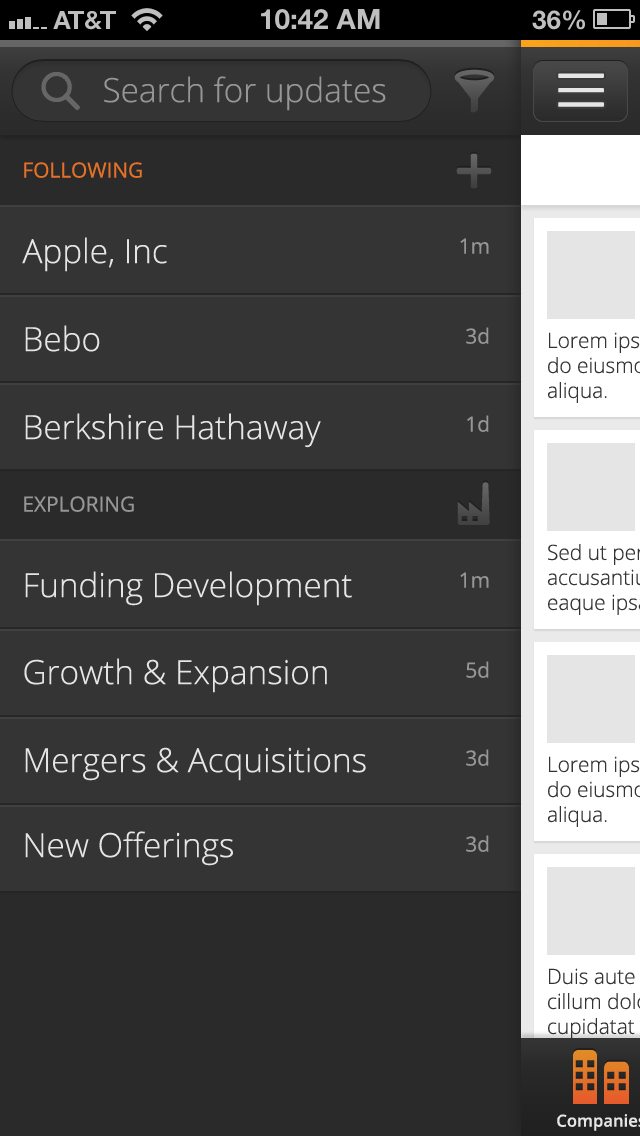 AT&T 10:42 AM 36%
Search for updates
FOLLOWING
Apple, Inc 1m
Bebo 3d
Berkshire Hathaway 1d
EXPLORING
Funding Development 1m
Growth & Expansion 5d
Mergers & Acquisitions 3d
New Offerings 3d
Lorem ips
do eiusmo
aliqua.
Sed ut per
accusantiu
eaque ipsa
Lorem ips
do eiusmo
aliqua.
Duis aute
cillum dolo
cupidatat
Companies